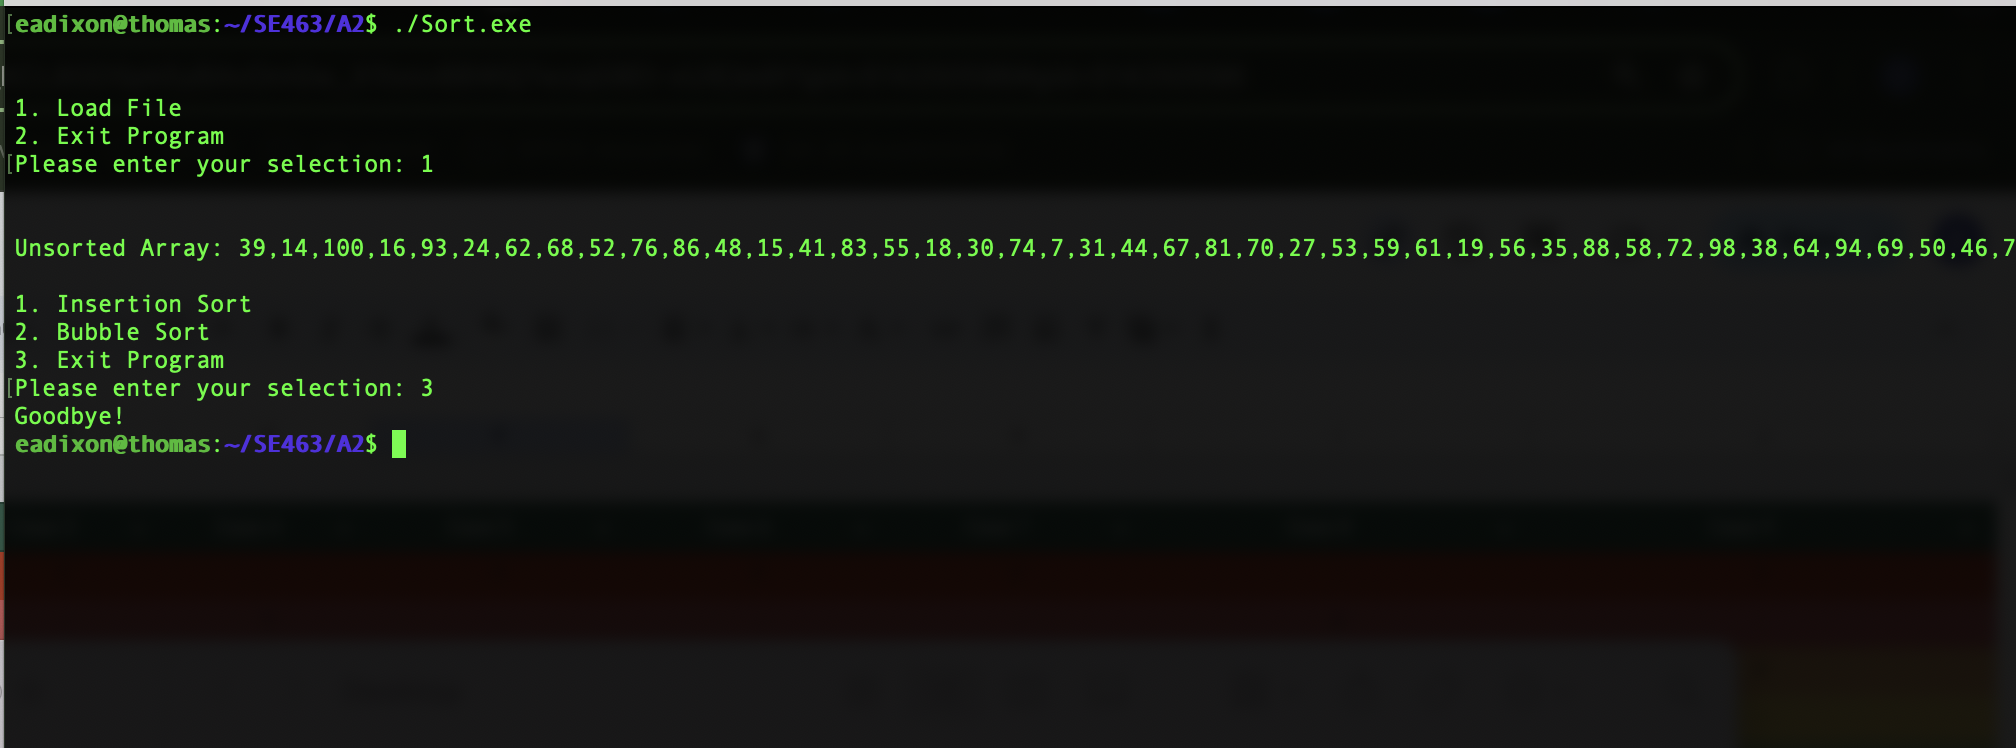 eadixon@thomas:~/SE463/A2$ ./Sort.exe
1. Load File
2. Exit Program
Please enter your selection: 1
Unsorted Array: 39,14,100,16,93,24,62,68,52,76,86,48,15,41,83,55,18,30,74,7,31,44,67,81,70,27,53,59,61,19,56,35,88,58,72,98,38,64,94,69,50,46,7
1. Insertion Sort
2. Bubble Sort
3. Exit Program
Please enter your selection: 3
Goodbye!
eadixon@thomas:~/SE463/A2$